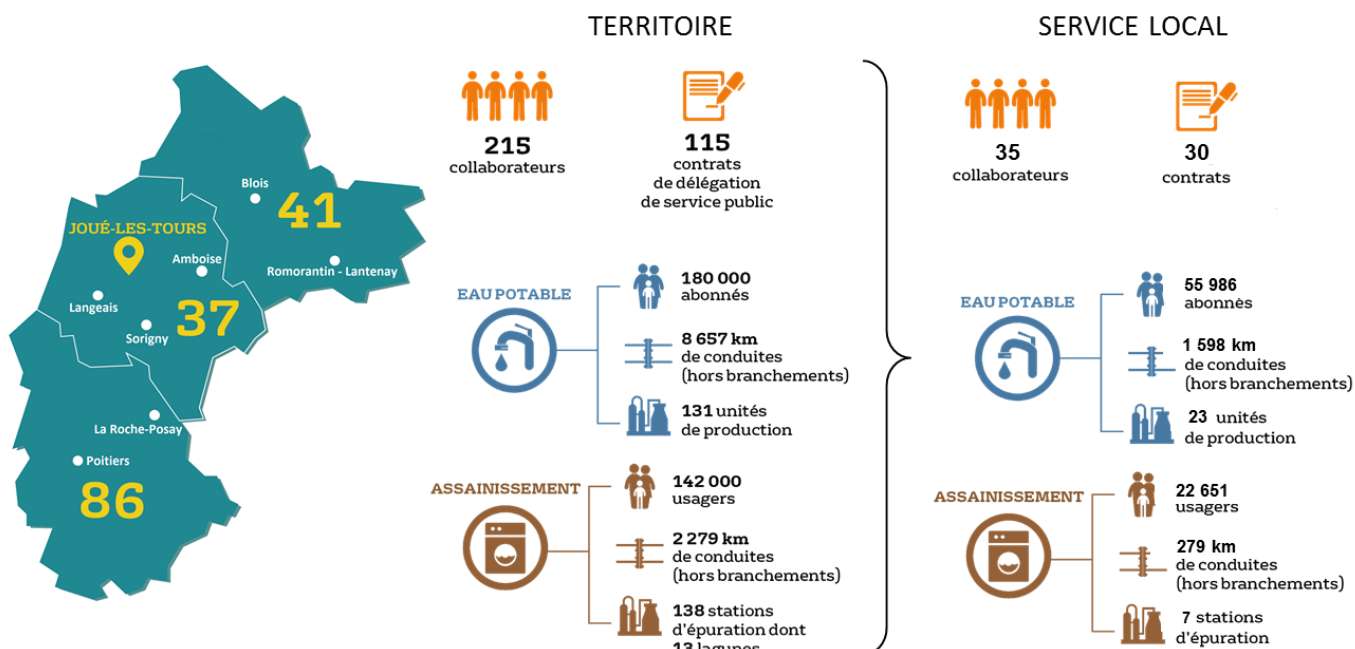 TERRITOIRE
SERVICE LOCAL
215
collaborateurs
115
contrats
de délégation
de service public
35
collaborateurs
30
contrats
Blois
41
JOUÉ-LES-TOURS
Amboise
Romorantin - Lantenay
Langeais
37
Sorigny
La Roche-Posay
Poitiers
86
EAU POTABLE
180 000
abonnés
8 657 km
de conduites
(hors branchements)
131 unités
de production
ASSAINISSEMENT
142 000
usagers
2 279 km
de conduites
(hors branchements)
138 stations
d'épuration dont
13 lagunes
EAU POTABLE
55 986
abonnès
1 598 km
de conduites
(hors branchements)
23 unités
de production
ASSAINISSEMENT
22 651
usagers
279 km
de conduites
(hors branchements)
7 stations
d'épuration